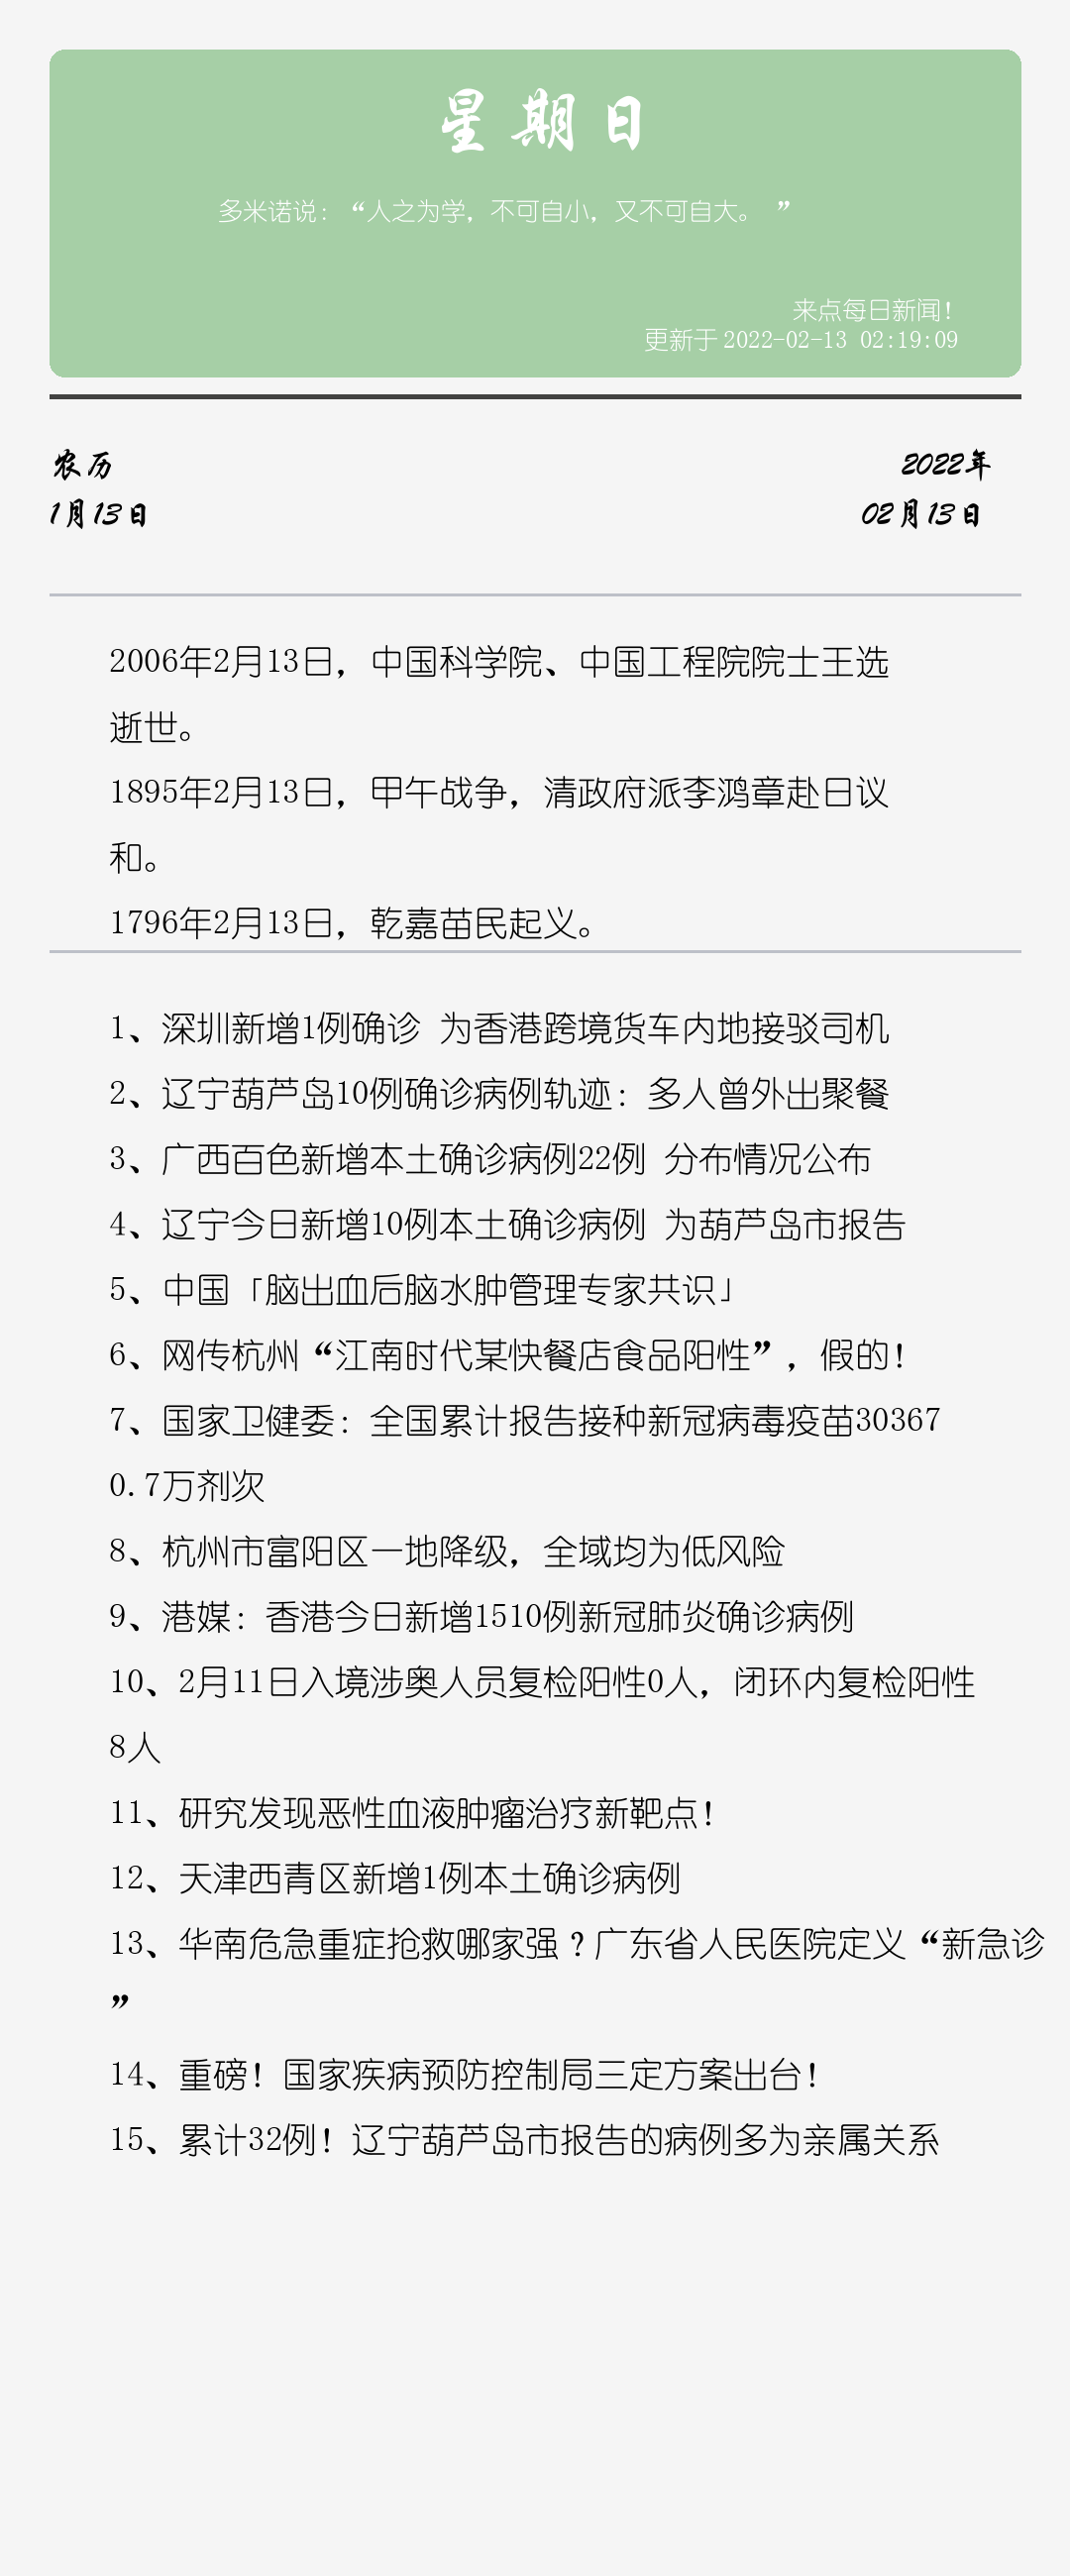 星期日
多米诺说：“人之为学，不可自小，又不可自大。 ”
来点每日新闻！
更新于 2022-02-13 02:19:09
农历
2022年
1月13日
02月13日
2006年2月13日，中国科学院、中国工程院院士王选
逝世。
1895年2月13日，甲午战争，清政府派李鸿章赴日议
和。
1796年2月13日，乾嘉苗民起义。
1、深圳新增1例确诊 为香港跨境货车内地接驳司机
2、辽宁葫芦岛10例确诊病例轨迹：多人曾外出聚餐
3、广西百色新增本土确诊病例22例 分布情况公布
4、辽宁今日新增10例本土确诊病例 为葫芦岛市报告
5、中国「脑出血后脑水肿管理专家共识」
6、网传杭州“江南时代某快餐店食品阳性”，假的！
7、国家卫健委：全国累计报告接种新冠病毒疫苗30367
0.7万剂次
8、杭州市富阳区一地降级，全域均为低风险
9、港媒：香港今日新增1510例新冠肺炎确诊病例
10、2月11日入境涉奥人员复检阳性0人，闭环内复检阳性
8人
11、研究发现恶性血液肿瘤治疗新靶点！
12、天津西青区新增1例本土确诊病例
13、华南危急重症抢救哪家强？广东省人民医院定义“新急诊
”
14、重磅！国家疾病预防控制局三定方案出台！
15、累计32例！辽宁葫芦岛市报告的病例多为亲属关系